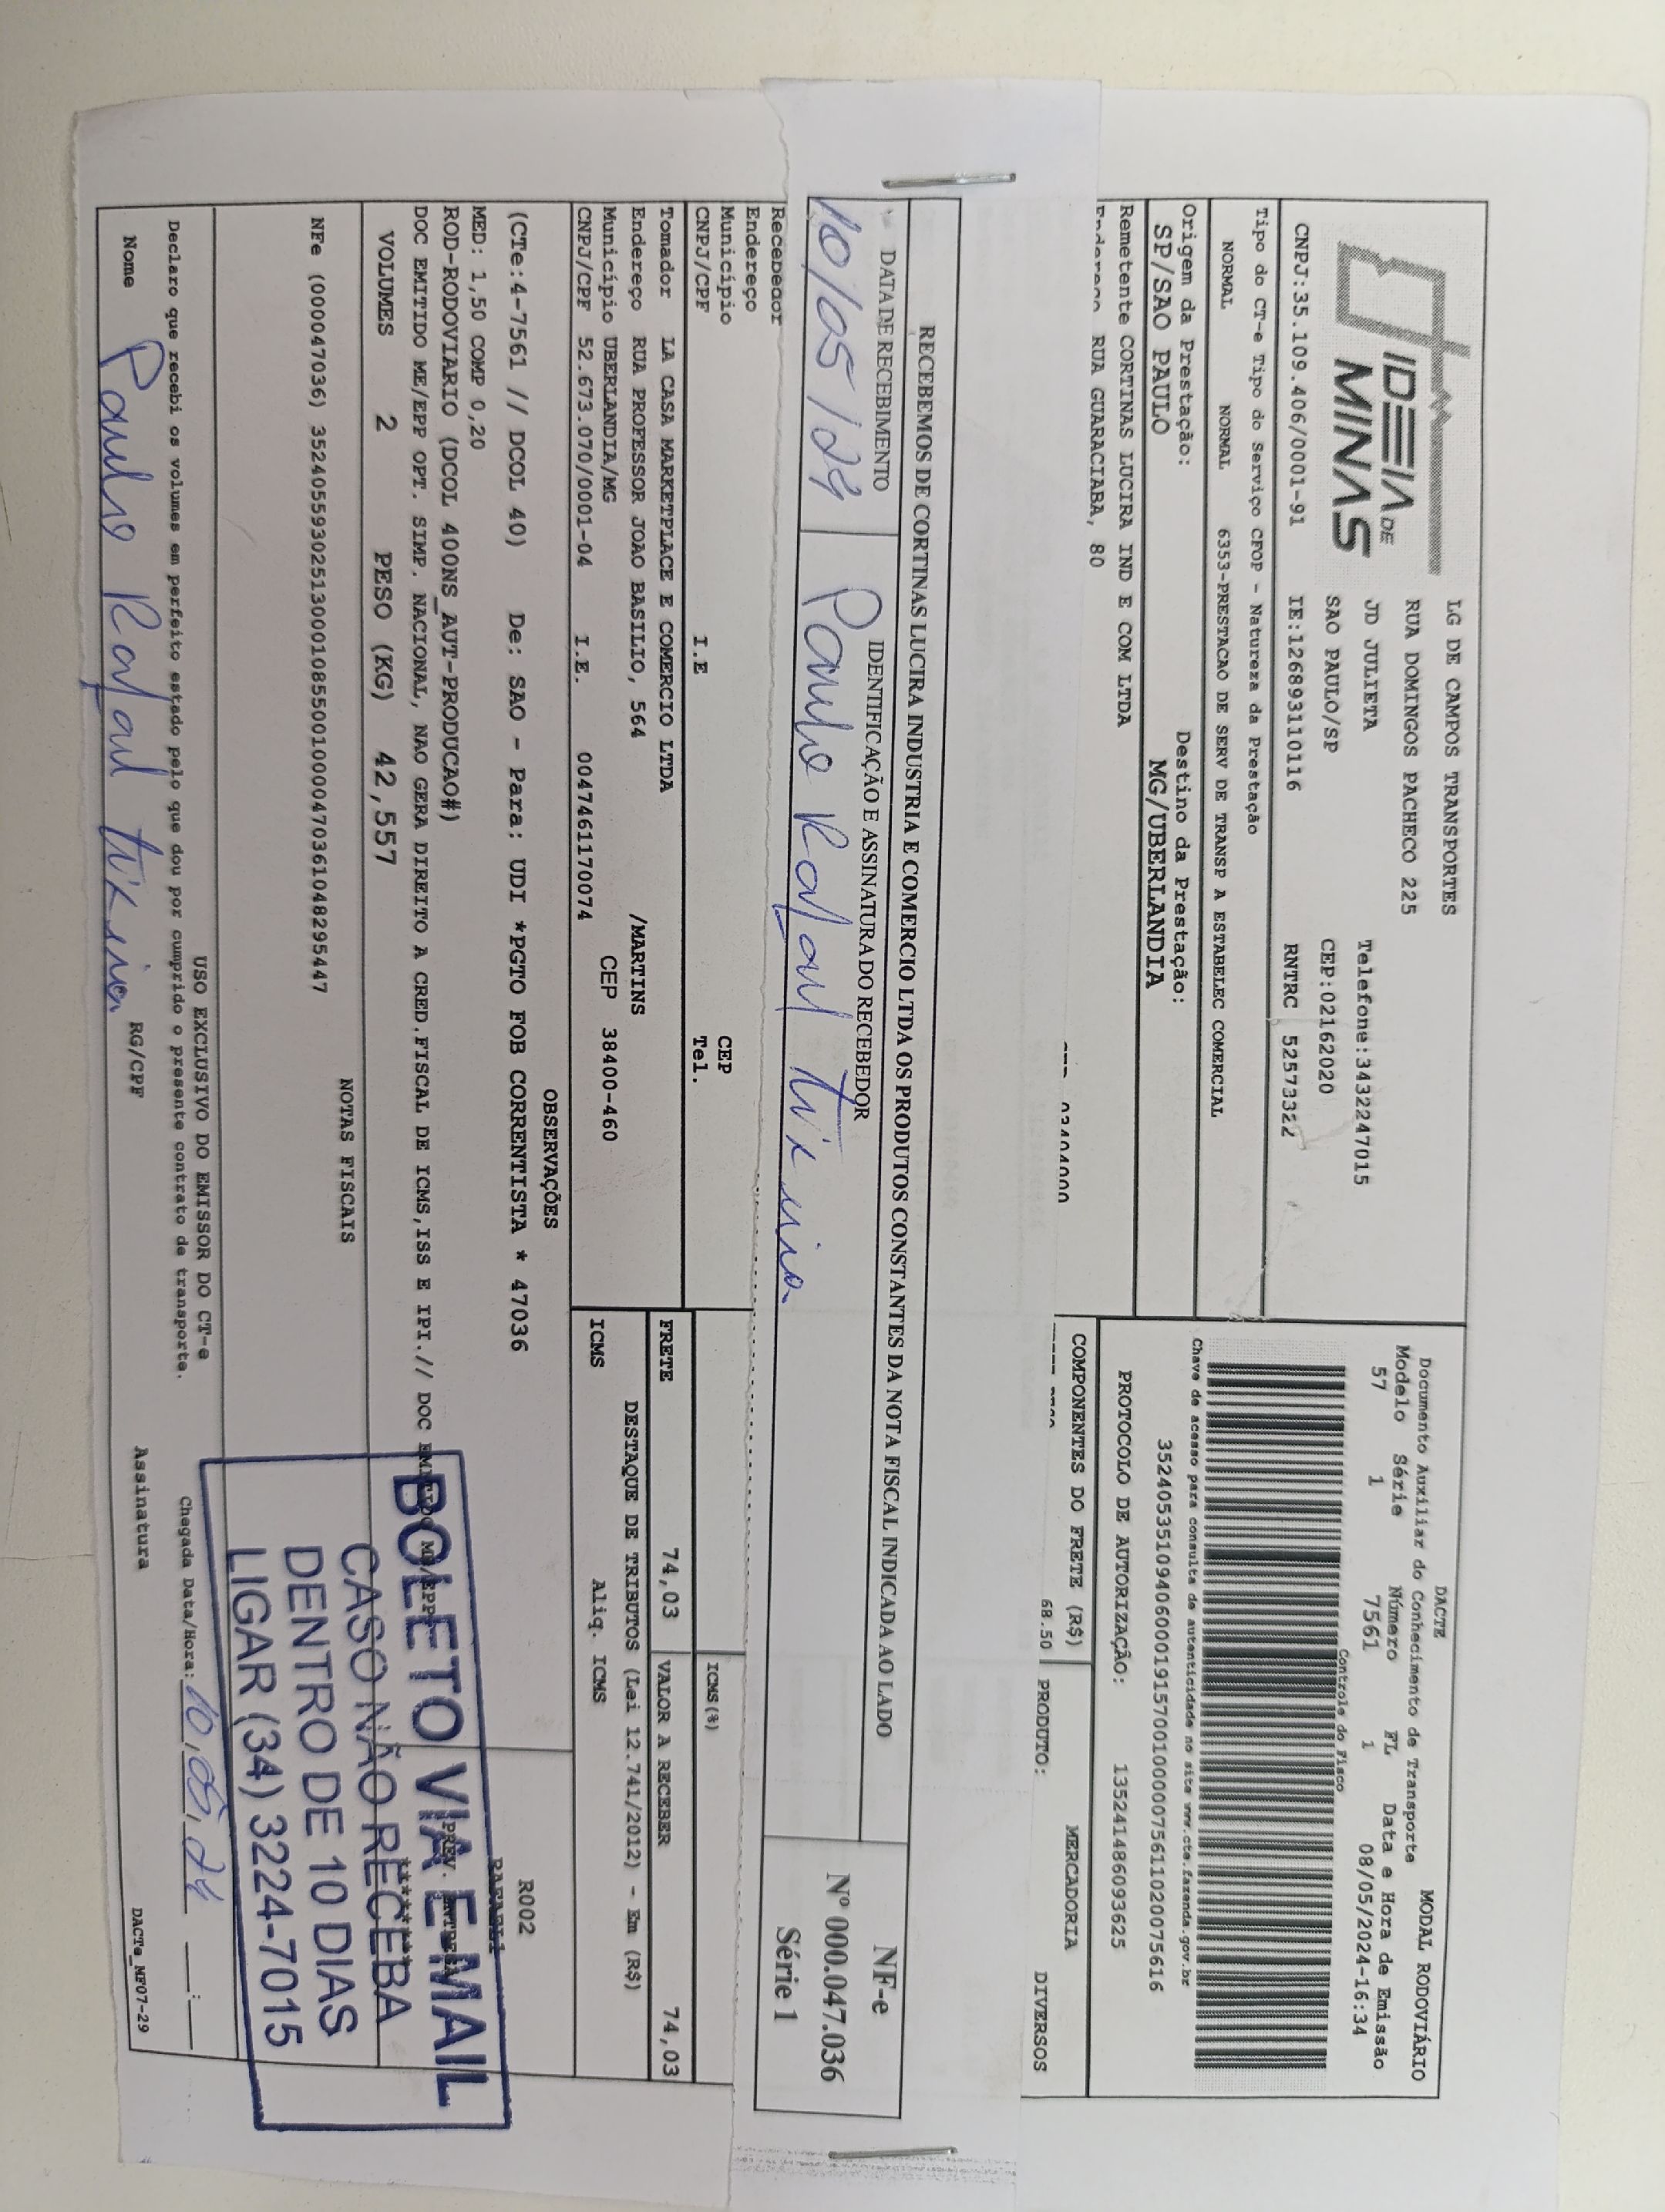 IDEIA DE
MINAS
LG DE CAMPOS TRANSPORTES
RUA DOMINGOS PACHECO 225
JD JULIETA
Telefone:3432247015
SAO PAULO/SP
CEP:02162020
CNPJ:35.109.406/0001-91
IE:126893110116
RNTRC 52573322
DACTE
MODAL RODOVIÁRIO
Documento Auxiliar do Conhecimento de Transporte
Modelo Série Número FL Data e Hora de Emissão
57 1 7561 1 08/05/2024-16:34
Controle do Fisco
Tipo do CT-e Tipo do Serviço CFOP - Natureza da Prestação
NORMAL NORMAL 6353-PRESTACAO DE SERV DE TRANSP A ESTABELEC COMERCIAL
Chave de acesso para consulta de autenticidade no site www.cte.fazenda.gov.br
35240535109406000191570010000075611020075616
Origem da Prestação: Destino da Prestação:
SP/SAO PAULO MG/UBERLANDIA
PROTOCOLO DE AUTORIZAÇÃO: 135241486093625
Remetente CORTINAS LUCIRA IND E COM LTDA
Endereço RUA GUARACIABA, 80
COMPONENTES DO FRETE (R$) MERCADORIA
68.50 PRODUTO: DIVERSOS
RECEBEMOS DE CORTINAS LUCIRA INDUSTRIA E COMERCIO LTDA OS PRODUTOS CONSTANTES DA NOTA FISCAL INDICADA AO LADO
DATA DE RECEBIMENTO
IDENTIFICAÇÃO E ASSINATURA DO RECEBEDOR
10/05/24 Paulo Rafael
NF-e
Nº 000.047.036
Série 1
Recebedor
Endereço
Município CEP
CNPJ/CPF I.E Tel.
ICMS(%)
Tomador LA CASA MARKETPLACE E COMERCIO LTDA
Endereço RUA PROFESSOR JOAO BASILIO, 564 /MARTINS
Município UBERLANDIA/MG CEP 38400-460
CNPJ/CPF 52.673.070/0001-04 I.E. 0047461170074
FRETE 74,03 VALOR A RECEBER 74,03
DESTAQUE DE TRIBUTOS (Lei 12.741/2012) - Em (R$)
ICMS Aliq. ICMS
OBSERVAÇÕES
(CTe:4-7561 // DCOL 40) De: SAO - Para: UDI *PGTO FOB CORRENTISTA * 47036
R002
MED: 1,50 COMP 0,20
ROD-RODOVIARIO (DCOL 400NS_AUT-PRODUCAO#)
DOC EMITIDO ME/EPP OPT. SIMP. NACIONAL, NAO GERA DIREITO A CRED.FISCAL DE ICMS,ISS E IPI.// DOC EMITIDO ME/EPP
PREV. ENTREGA
VOLUMES 2 PESO (KG) 42,557
NOTAS FISCAIS
NFe (000047036) 35240559302513000108550010000470361048295447
BOLETO VIA E-MAIL
CASO NÃO RECEBA
DENTRO DE 10 DIAS
LIGAR (34) 3224-7015
USO EXCLUSIVO DO EMISSOR DO CT-e
Declaro que recebi os volumes em perfeito estado pelo que dou por cumprido o presente contrato de transporte.
Chegada Data/Hora: 10,05,24 __:__
Nome Paulo Rafael RG/CPF Assinatura
DACTe_MF07-29